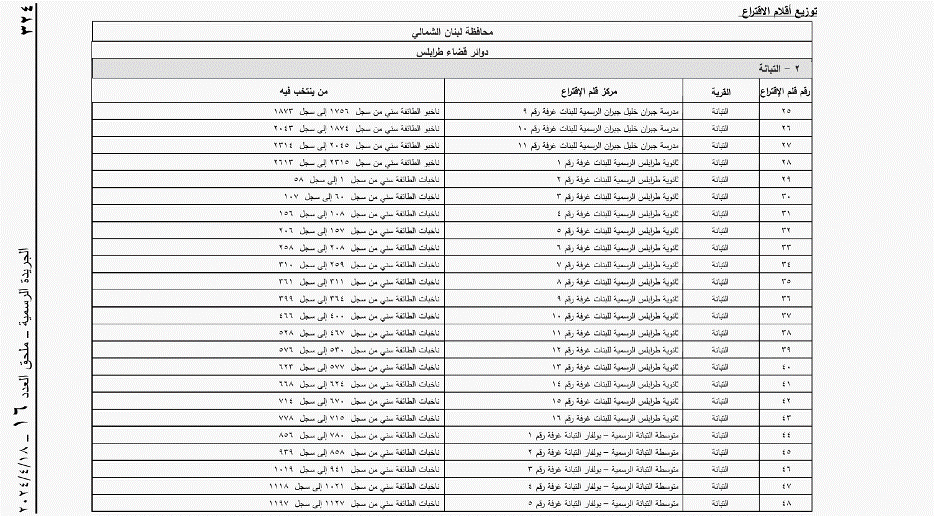 توزيع أقلام الاقتراع
محافظة لبنان الشمالي
دوائر قضاء طرابلس
٢ - التبانة
رقم قلم الإقتراع القرية مركز قلم الإقتراع من ينتخب فيه
٢٥ التبانة مدرسة جبران خليل جبران الرسمية للبنات غرفة رقم ٩ ناخبو الطائفة سني من سجل ١٧٥٦ إلى سجل ١٨٧٣
٢٦ التبانة مدرسة جبران خليل جبران الرسمية للبنات غرفة رقم ١٠ ناخبو الطائفة سني من سجل ١٨٧٤ إلى سجل ٢٠٤٣
٢٧ التبانة مدرسة جبران خليل جبران الرسمية للبنات غرفة رقم ١١ ناخبو الطائفة سني من سجل ٢٠٤٥ إلى سجل ٢٣١٤
٢٨ التبانة ثانوية طرابلس الرسمية للبنات غرفة رقم ١ ناخبو الطائفة سني من سجل ٢٣١٥ إلى سجل ٢٦١٣
٢٩ التبانة ثانوية طرابلس الرسمية للبنات غرفة رقم ٢ ناخبات الطائفة سني من سجل ١ إلى سجل ٥٨
٣٠ التبانة ثانوية طرابلس الرسمية للبنات غرفة رقم ٣ ناخبات الطائفة سني من سجل ٦٠ إلى سجل ١٠٧
٣١ التبانة ثانوية طرابلس الرسمية للبنات غرفة رقم ٤ ناخبات الطائفة سني من سجل ١٠٨ إلى سجل ١٥٦
٣٢ التبانة ثانوية طرابلس الرسمية للبنات غرفة رقم ٥ ناخبات الطائفة سني من سجل ١٥٧ إلى سجل ٢٠٦
٣٣ التبانة ثانوية طرابلس الرسمية للبنات غرفة رقم ٦ ناخبات الطائفة سني من سجل ٢٠٨ إلى سجل ٢٥٨
٣٤ التبانة ثانوية طرابلس الرسمية للبنات غرفة رقم ٧ ناخبات الطائفة سني من سجل ٢٥٩ إلى سجل ٣١٠
٣٥ التبانة ثانوية طرابلس الرسمية للبنات غرفة رقم ٨ ناخبات الطائفة سني من سجل ٣١١ إلى سجل ٣٦١
٣٦ التبانة ثانوية طرابلس الرسمية للبنات غرفة رقم ٩ ناخبات الطائفة سني من سجل ٣٦٤ إلى سجل ٣٩٩
٣٧ التبانة ثانوية طرابلس الرسمية للبنات غرفة رقم ١٠ ناخبات الطائفة سني من سجل ٤٠٠ إلى سجل ٤٦٦
٣٨ التبانة ثانوية طرابلس الرسمية للبنات غرفة رقم ١١ ناخبات الطائفة سني من سجل ٤٦٧ إلى سجل ٥٢٨
٣٩ التبانة ثانوية طرابلس الرسمية للبنات غرفة رقم ١٢ ناخبات الطائفة سني من سجل ٥٣٠ إلى سجل ٥٧٦
٤٠ التبانة ثانوية طرابلس الرسمية للبنات غرفة رقم ١٣ ناخبات الطائفة سني من سجل ٥٧٧ إلى سجل ٦٢٣
٤١ التبانة ثانوية طرابلس الرسمية للبنات غرفة رقم ١٤ ناخبات الطائفة سني من سجل ٦٢٤ إلى سجل ٦٦٨
٤٢ التبانة ثانوية طرابلس الرسمية للبنات غرفة رقم ١٥ ناخبات الطائفة سني من سجل ٦٧٠ إلى سجل ٧١٤
٤٣ التبانة ثانوية طرابلس الرسمية للبنات غرفة رقم ١٦ ناخبات الطائفة سني من سجل ٧١٥ إلى سجل ٧٧٨
٤٤ التبانة متوسطة التبانة الرسمية - بولفار التبانة غرفة رقم ١ ناخبات الطائفة سني من سجل ٧٨٠ إلى سجل ٨٥٦
٤٥ التبانة متوسطة التبانة الرسمية - بولفار التبانة غرفة رقم ٢ ناخبات الطائفة سني من سجل ٨٥٨ إلى سجل ٩٣٩
٤٦ التبانة متوسطة التبانة الرسمية - بولفار التبانة غرفة رقم ٣ ناخبات الطائفة سني من سجل ٩٤١ إلى سجل ١٠١٩
٤٧ التبانة متوسطة التبانة الرسمية - بولفار التبانة غرفة رقم ٤ ناخبات الطائفة سني من سجل ١٠٢١ إلى سجل ١١١٨
٤٨ التبانة متوسطة التبانة الرسمية - بولفار التبانة غرفة رقم ٥ ناخبات الطائفة سني من سجل ١١٢٧ إلى سجل ١١٩٧
٣٢٤
الجريدة الرسمية – ملحق العدد ١٦ – ٢٠٢٤/٤/١٨